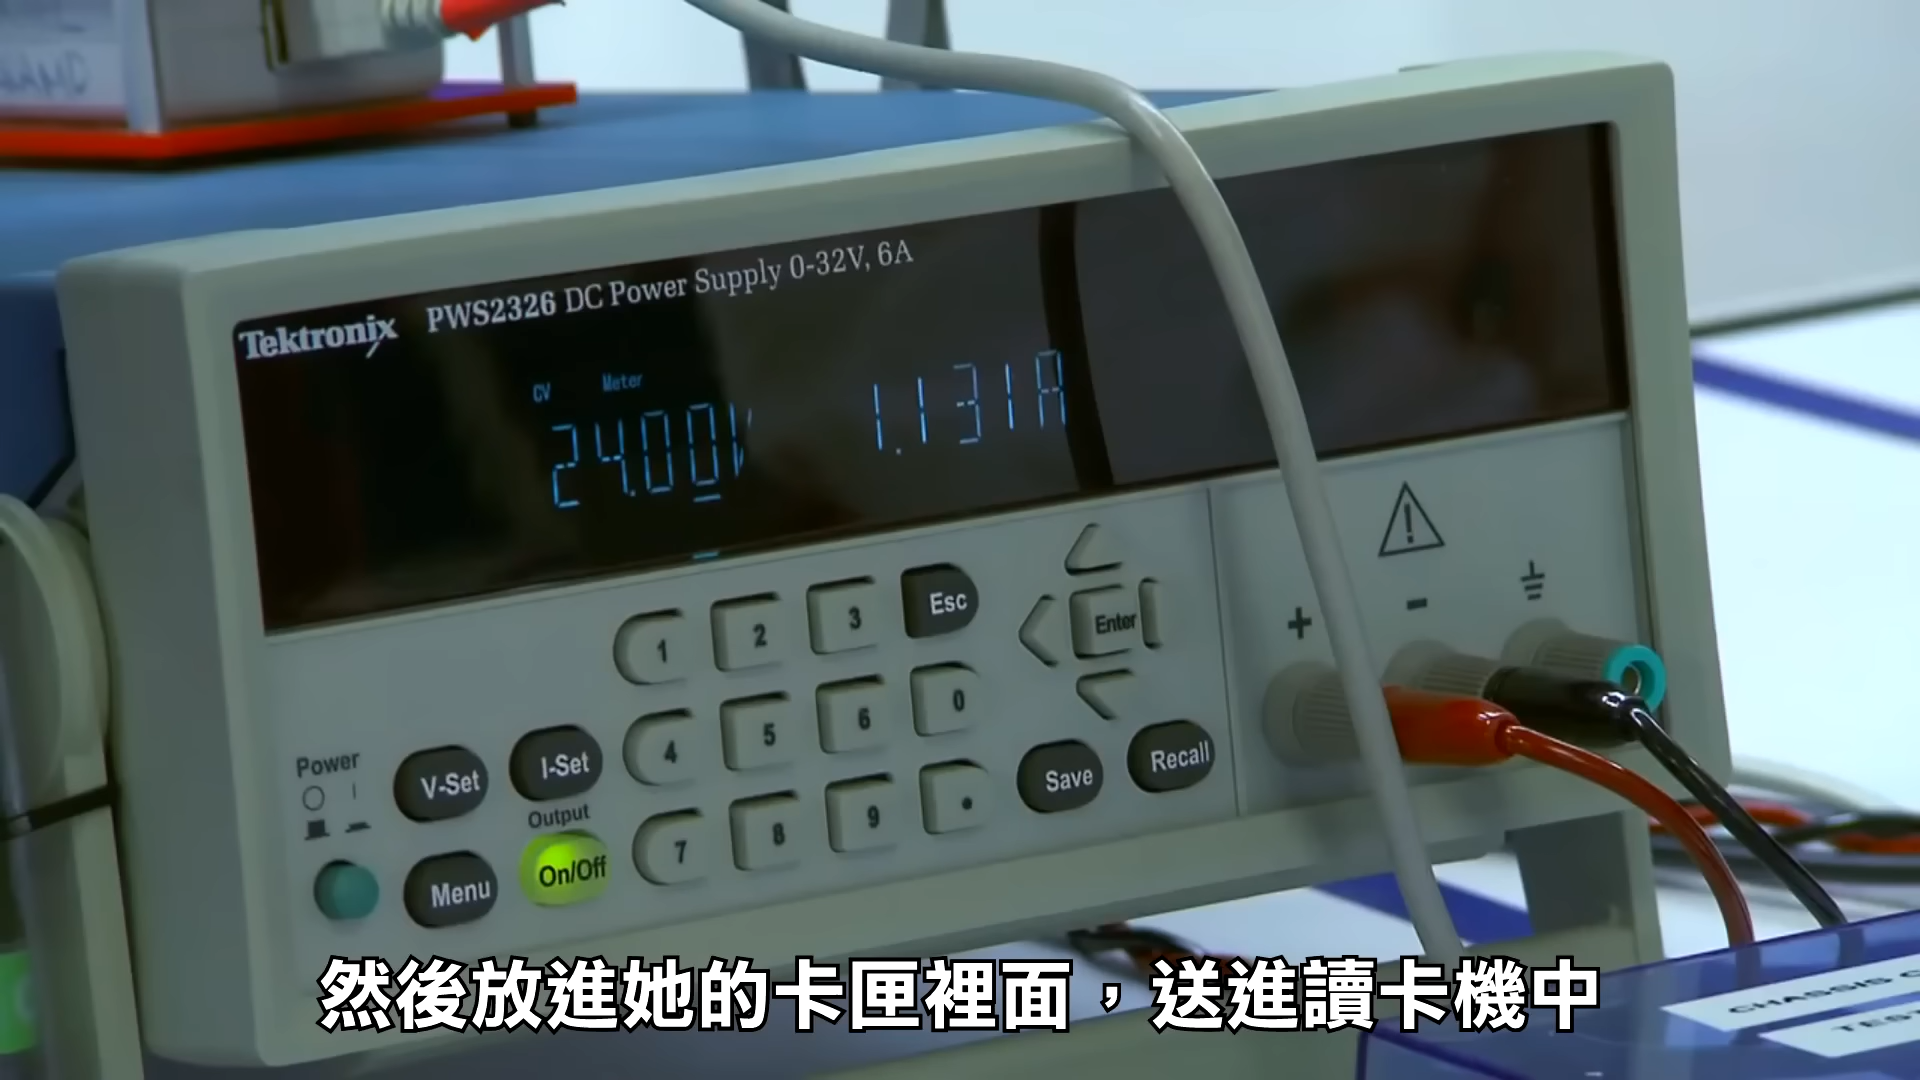 Tektronix PWS2326 DC Power Supply 0-32V, 6A
CV Meter
24.00V 1.131A
1 2 3 Esc
Enter
4 5 6 0
7 8 9 .
Save Recall
+ -
Power
V-Set I-Set
Output
Menu On/Off
然後放進她的卡匣裡面，送進讀卡機中
CHASSIS